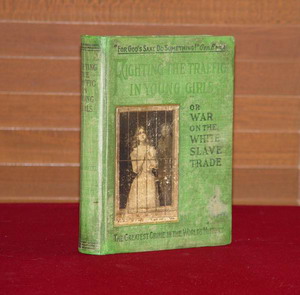 "FOR GOD'S SAKE DO SOMETHING!"
FIGHTING THE TRAFFIC
IN YOUNG GIRLS
OR
WAR
ON THE
WHITE
SLAVE
TRADE
THE GREATEST CRIME IN THE WORLD'S HISTORY